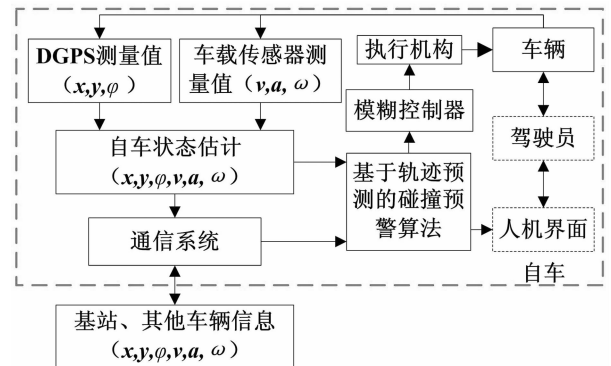 DGPS测量值
(x,y,φ)
车载传感器测
量值(v,a,ω)
执行机构
车辆
模糊控制器
驾驶员
自车状态估计
(x,y,φ,v,a,ω)
基于轨迹预
测的碰撞预
警算法
通信系统
人机界面
自车
基站、其他车辆信息
(x,y,φ,v,a,ω)